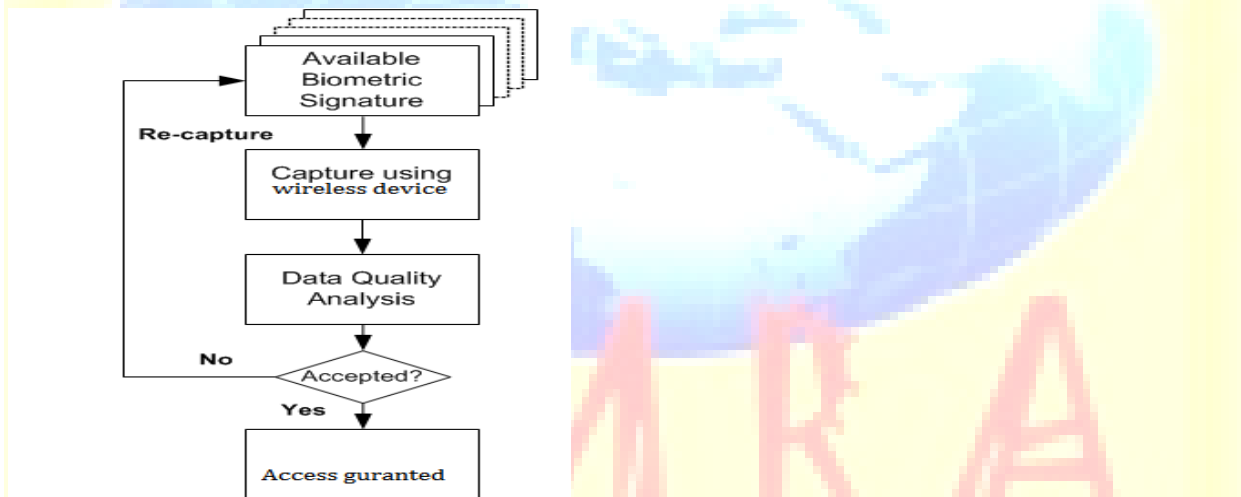 Available
Biometric
Signature
Re-capture
Capture using
wireless device
Data Quality
Analysis
No
Accepted?
Yes
Access guranted
M R A